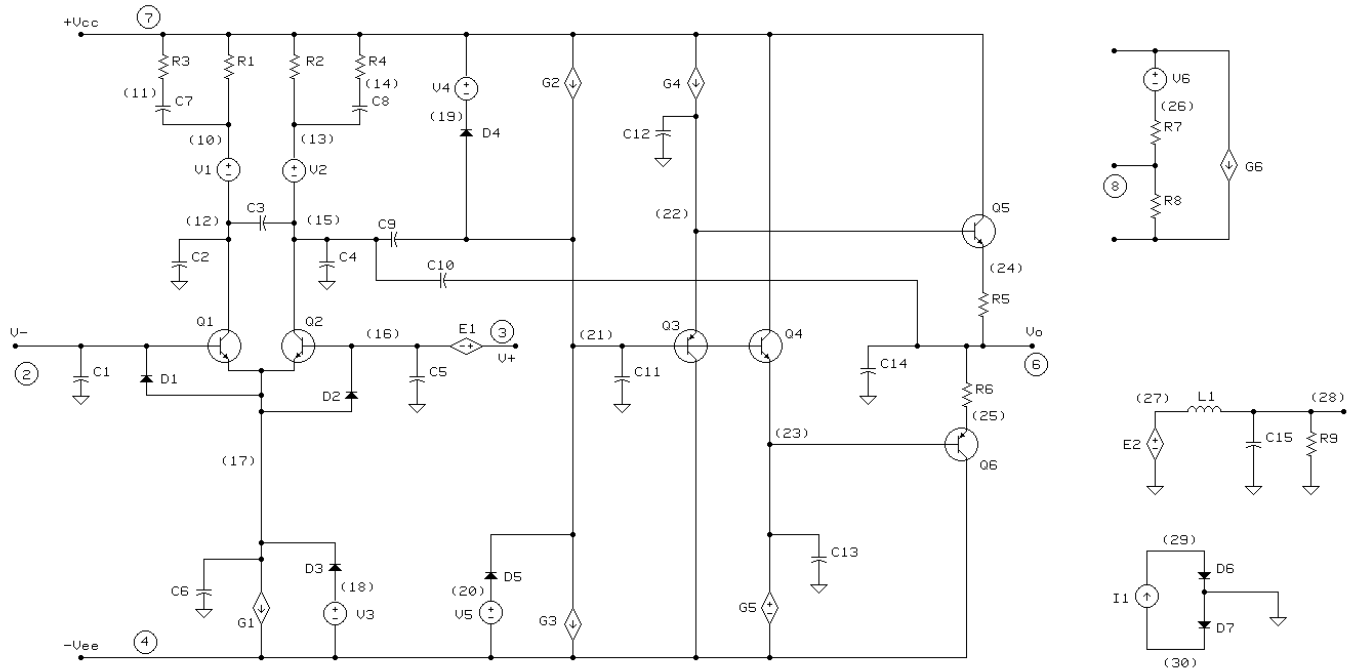 +Vcc
7
R3
R1
R2
R4
V4
G2
G4
V6
(11)
C7
(14)
C8
(26)
(10)
(13)
(19)
D4
C12
R7
V1
V2
8
G6
C3
R8
(12)
(15)
C9
(22)
Q5
C2
C4
C10
(24)
R5
Q1
Q2
(16)
E1
3
(21)
Q3
Q4
Vo
V-
V+
6
2
C1
D1
D2
C5
C11
C14
R6
(27)
L1
(28)
(25)
(23)
E2
C15
R9
(17)
Q6
C6
D3
(18)
(20)
D5
C13
(29)
D6
G1
V3
V5
G3
G5
I1
D7
-Vee
4
(30)